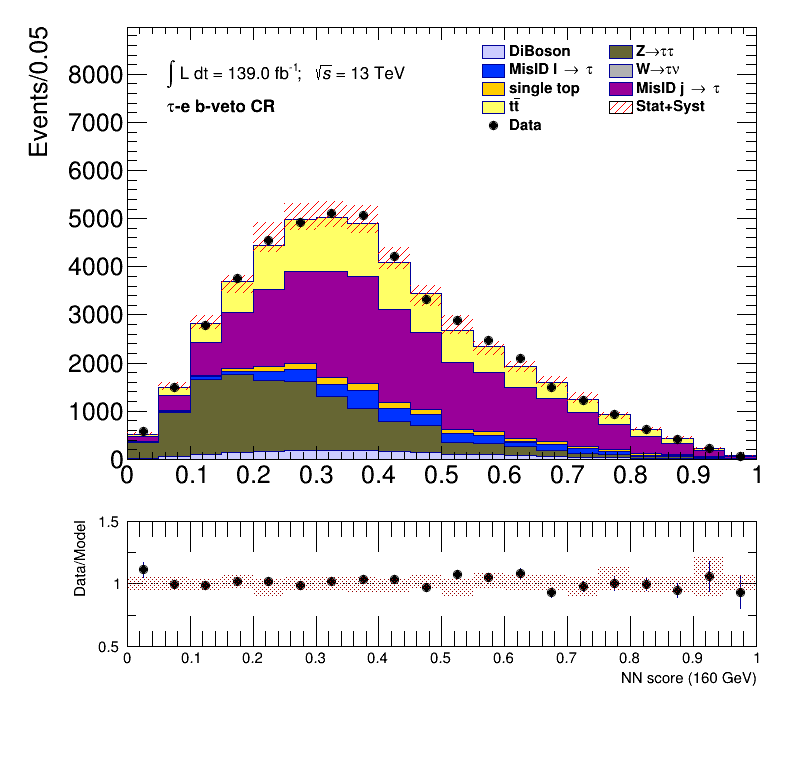 Events/0.05
∫ L dt = 139.0 fb⁻¹; √s = 13 TeV
τ-e b-veto CR
DiBoson
MisID l → τ
single top
tt̄
Data
Z→ττ
W→τν
MisID j → τ
Stat+Syst
8000
7000
6000
5000
4000
3000
2000
1000
0
0 0.1 0.2 0.3 0.4 0.5 0.6 0.7 0.8 0.9 1
Data/Model
1.5
1
0.5
0 0.1 0.2 0.3 0.4 0.5 0.6 0.7 0.8 0.9 1
NN score (160 GeV)